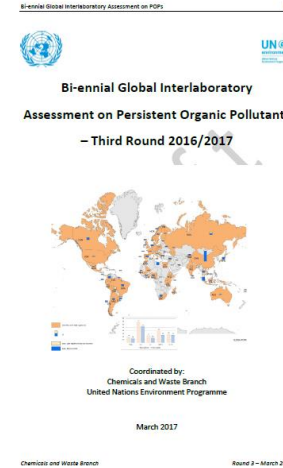 Bi-ennial Global Interlaboratory Assessment on POPs
UN
Bi-ennial Global Interlaboratory
Assessment on Persistent Organic Pollutant
– Third Round 2016/2017
Coordinated by:
Chemicals and Waste Branch
United Nations Environment Programme
March 2017
Chemicals and Waste Branch
Round 3 – March 2